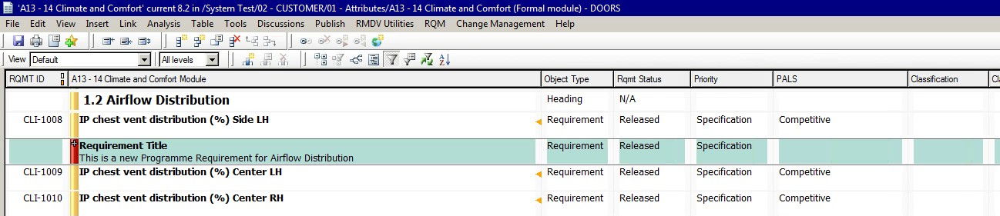 'A13 - 14 Climate and Comfort' current 8.2 in /System Test/02 - CUSTOMER/01 - Attributes/A13 - 14 Climate and Comfort (Formal module) - DOORS
File Edit View Insert Link Analysis Table Tools Discussions Publish RMDV Utilities RQM Change Management Help
View Default All levels
RQMT ID A13 - 14 Climate and Comfort Module Object Type Rqmt Status Priority PALS Classification Cla
1.2 Airflow Distribution Heading N/A
CLI-1008 IP chest vent distribution (%) Side LH Requirement Released Specification Competitive
Requirement Title Requirement Released Specification
This is a new Programme Requirement for Airflow Distribution
CLI-1009 IP chest vent distribution (%) Center LH Requirement Released Specification Competitive
CLI-1010 IP chest vent distribution (%) Center RH Requirement Released Specification Competitive